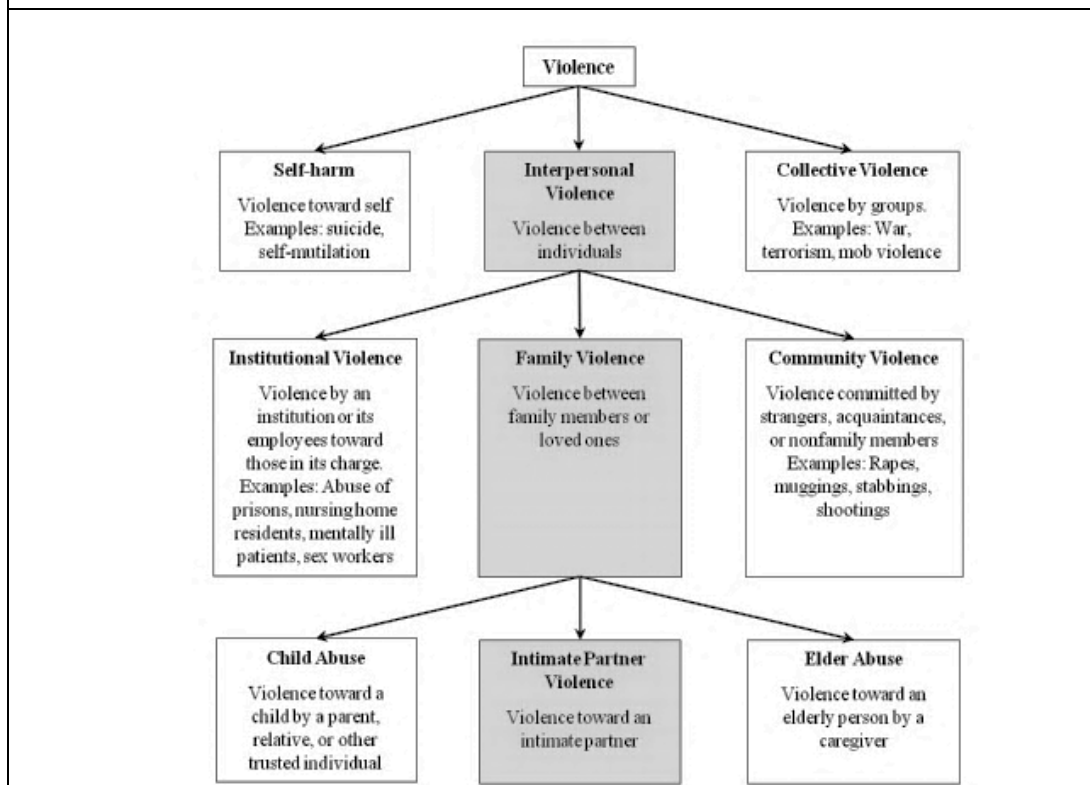 Violence
Self-harm
Violence toward self
Examples: suicide,
self-mutilation
Interpersonal
Violence
Violence between
individuals
Collective Violence
Violence by groups.
Examples: War,
terrorism, mob violence
Institutional Violence
Violence by an
institution or its
employees toward
those in its charge.
Examples: Abuse of
prisons, nursing home
residents, mentally ill
patients, sex workers
Family Violence
Violence between
family members or
loved ones
Community Violence
Violence committed by
strangers, acquaintances,
or nonfamily members
Examples: Rapes,
muggings, stabbings,
shootings
Child Abuse
Violence toward a
child by a parent,
relative, or other
trusted individual
Intimate Partner
Violence
Violence toward an
intimate partner
Elder Abuse
Violence toward an
elderly person by a
caregiver